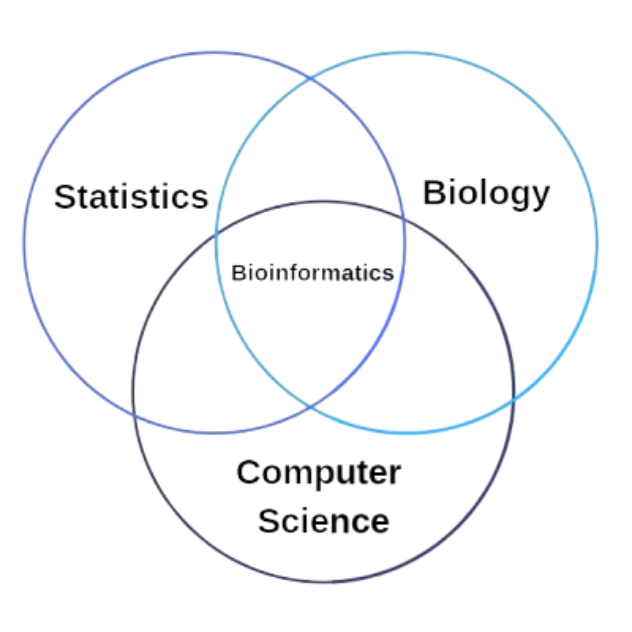 Statistics
Biology
Bioinformatics
Computer
Science